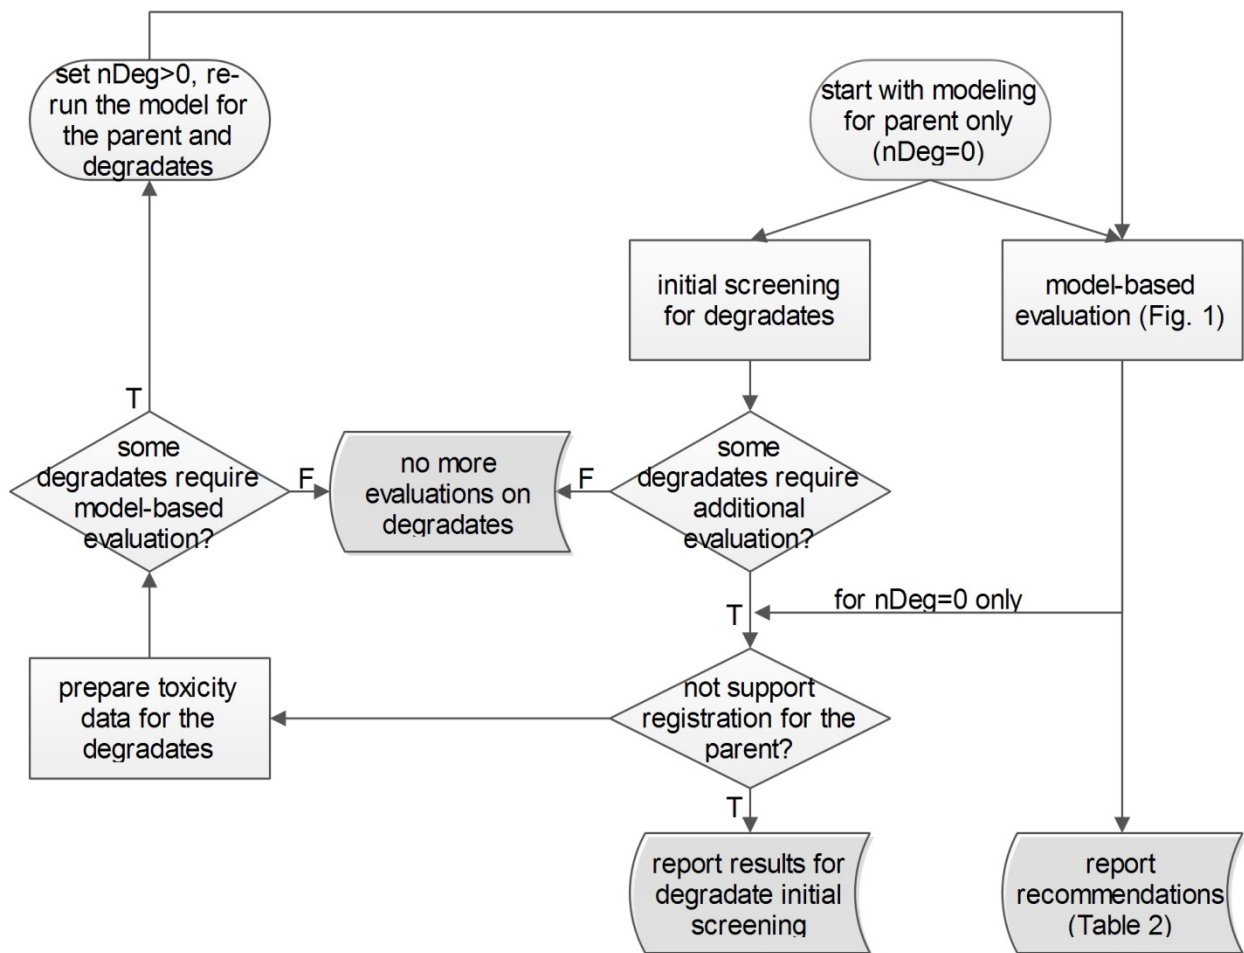 set nDeg>0, re-
run the model for
the parent and
degradates
start with modeling
for parent only
(nDeg=0)
initial screening
for degradates
model-based
evaluation (Fig. 1)
T
some
degradates require
model-based
evaluation?
F
no more
evaluations on
degradates
F
some
degradates require
additional
evaluation?
T
for nDeg=0 only
prepare toxicity
data for the
degradates
not support
registration for the
parent?
T
report results for
degradate initial
screening
report
recommendations
(Table 2)